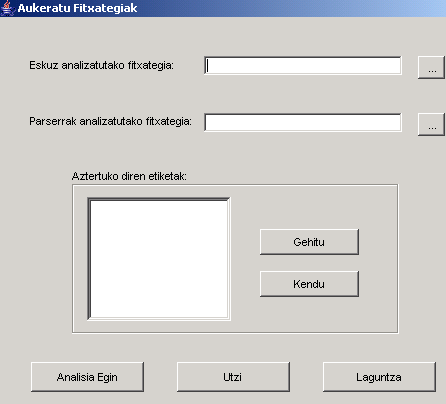 Aukeratu Fitxategiak
Eskuz analizatutako fitxategia:
...
Parserrak analizatutako fitxategia:
...
Aztertuko diren etiketak:
Gehitu
Kendu
Analisia Egin
Utzi
Laguntza